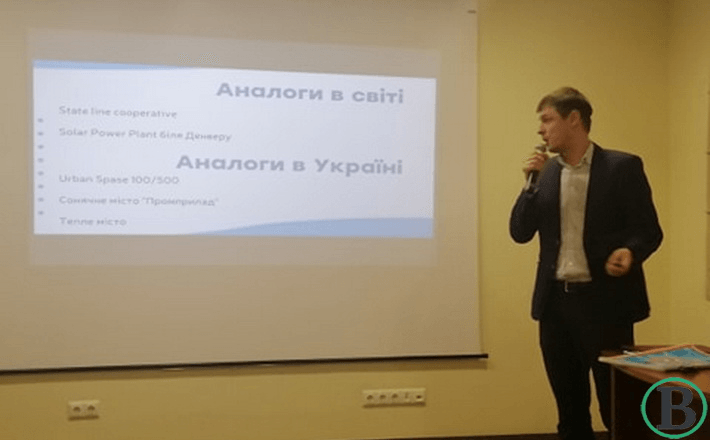 Аналоги в світі
State line cooperative
Solar Power Plant біля Денверу
Аналоги в Україні
Urban Spase 100/500
Сонячне місто "Промприлад"
Тепле місто
B